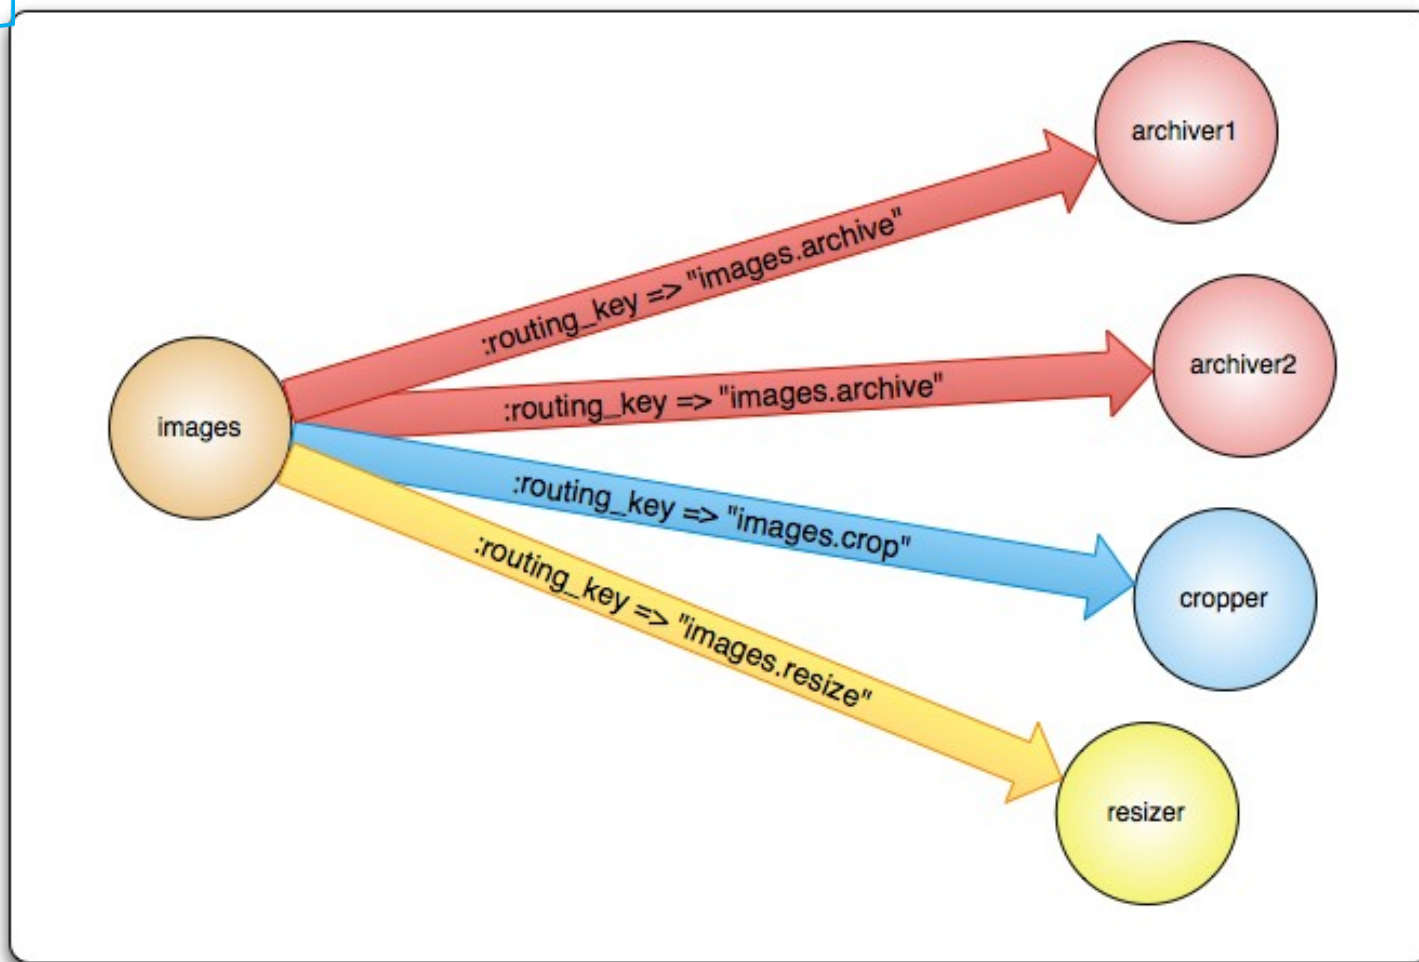 archiver1
:routing_key => "images.archive"
archiver2
:routing_key => "images.archive"
images
:routing_key => "images.crop"
cropper
:routing_key => "images.resize"
resizer